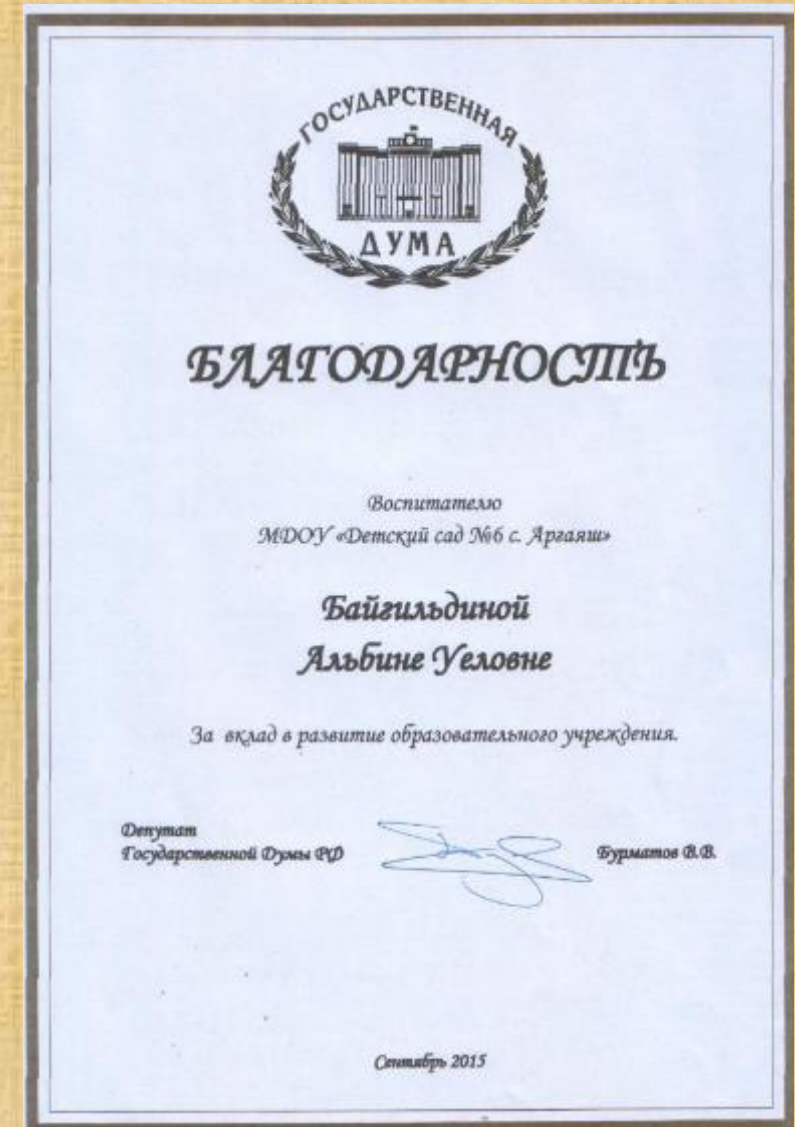 ГОСУДАРСТВЕННАЯ
ДУМА
БЛАГОДАРНОСТЬ
Воспитателю
МДОУ «Детский сад №6 с. Аргаяш»
Байгильдиной
Альбине Уеловне
За вклад в развитие образовательного учреждения.
Депутат
Государственной Думы РФ
Бурматов В.В.
Сентябрь 2015